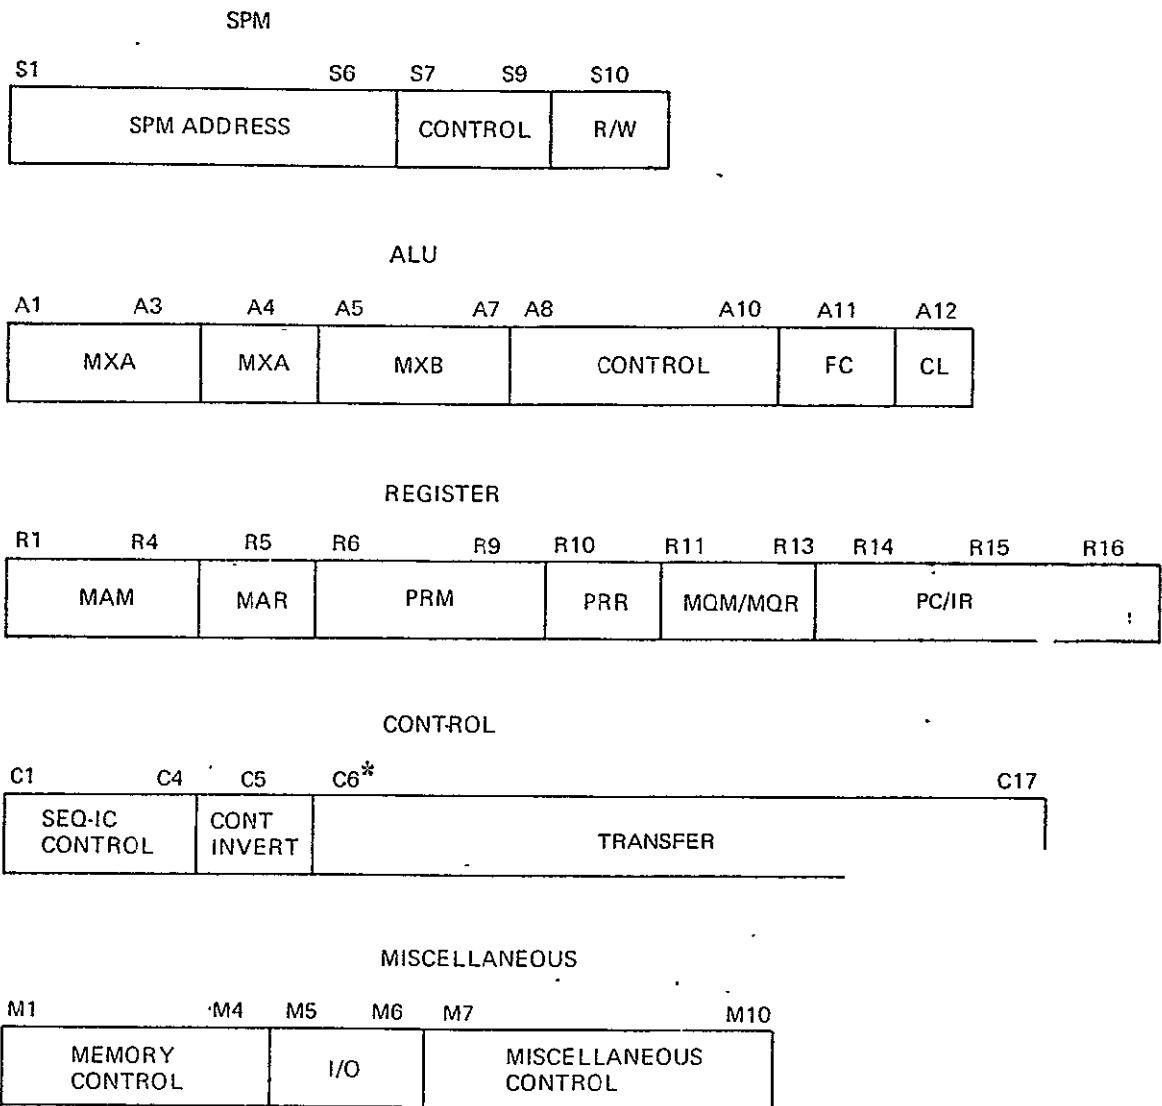 SPM
S1 S6 S7 S9 S10
SPM ADDRESS CONTROL R/W
ALU
A1 A3 A4 A5 A7 A8 A10 A11 A12
MXA MXA MXB CONTROL FC CL
REGISTER
R1 R4 R5 R6 R9 R10 R11 R13 R14 R15 R16
MAM MAR PRM PRR MQM/MQR PC/IR
CONTROL
C1 C4 C5 C6* C17
SEQ-IC CONT
CONTROL INVERT TRANSFER
MISCELLANEOUS
M1 M4 M5 M6 M7 M10
MEMORY I/O MISCELLANEOUS
CONTROL CONTROL